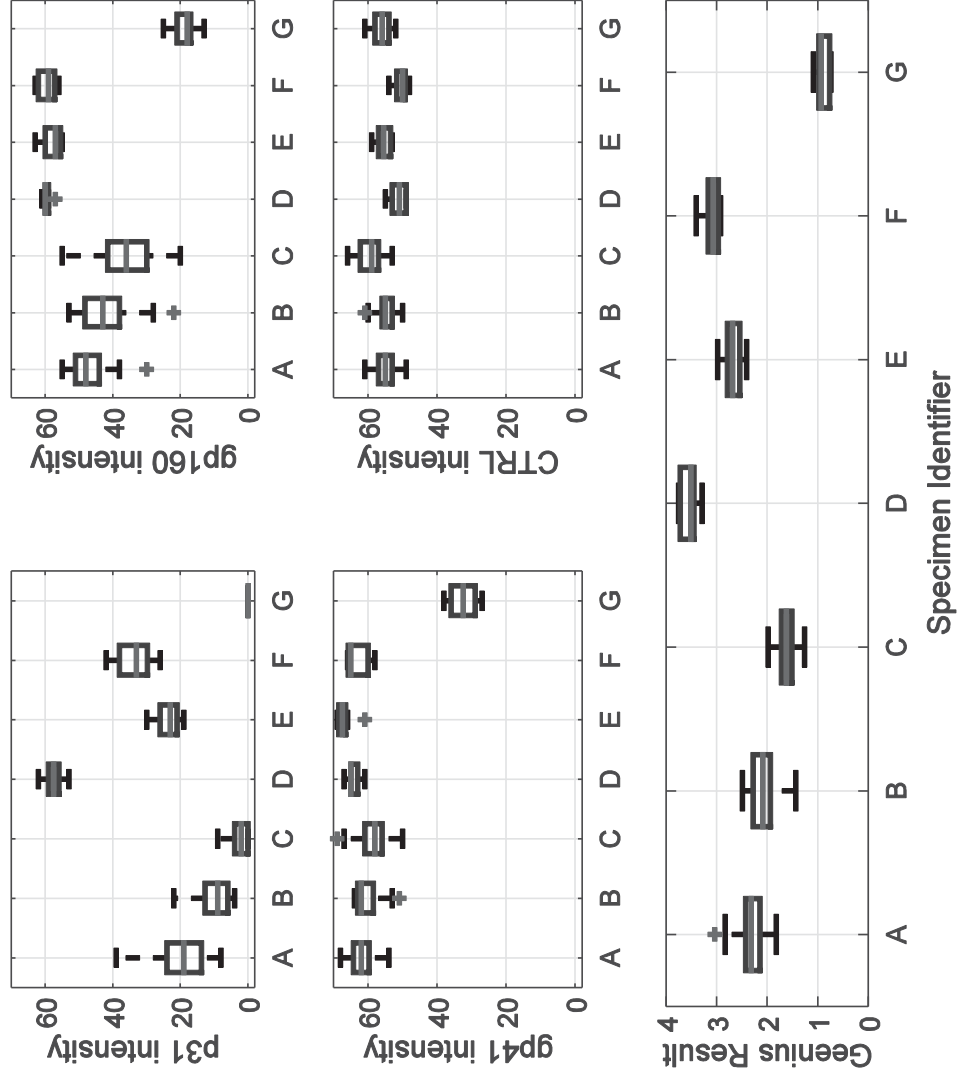 p31 intensity
60
40
20
0
A B C D E F G
gp160 intensity
60
40
20
0
A B C D E F G
gp41 intensity
60
40
20
0
A B C D E F G
CTRL intensity
60
40
20
0
A B C D E F G
Geenius Result
4
3
2
1
0
A B C D E F G
Specimen Identifier